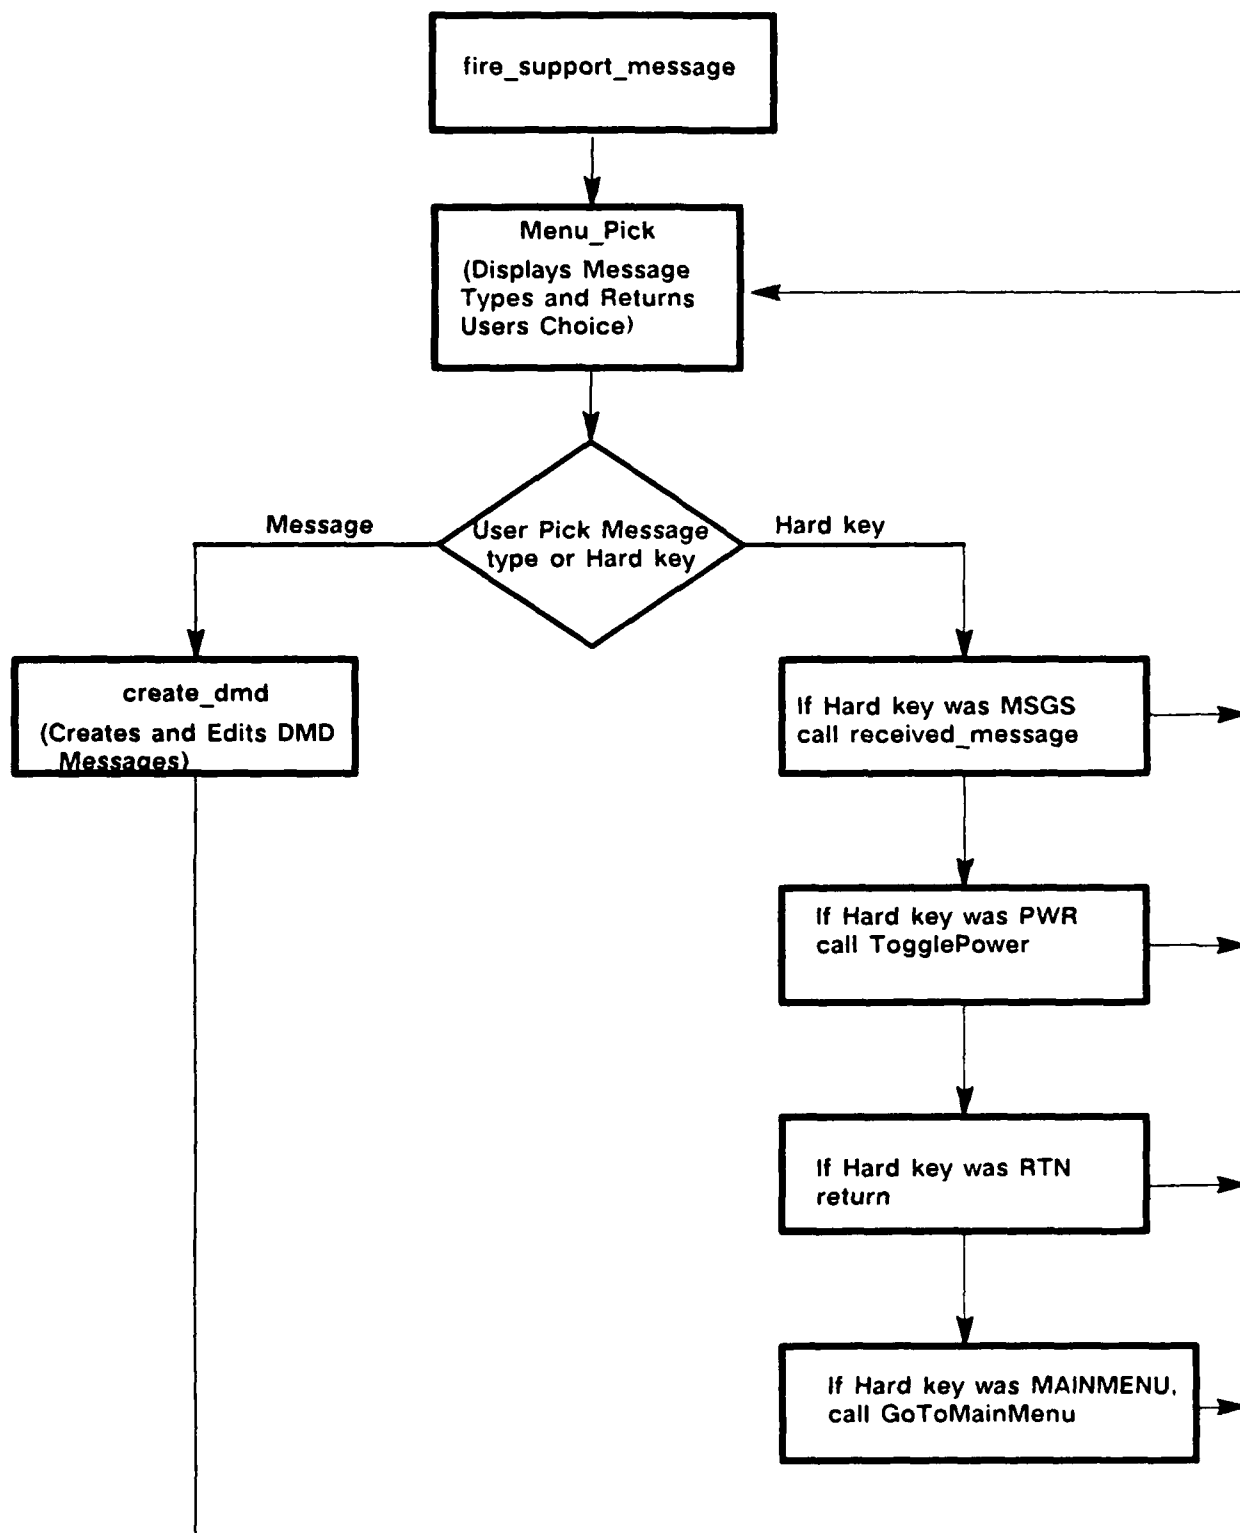 fire_support_message
Menu_Pick
(Displays Message
Types and Returns
Users Choice)
User Pick Message
type or Hard key
Message
Hard key
create_dmd
(Creates and Edits DMD
Messages)
If Hard key was MSGS
call received_message
If Hard key was PWR
call TogglePower
If Hard key was RTN
return
If Hard key was MAINMENU,
call GoToMainMenu